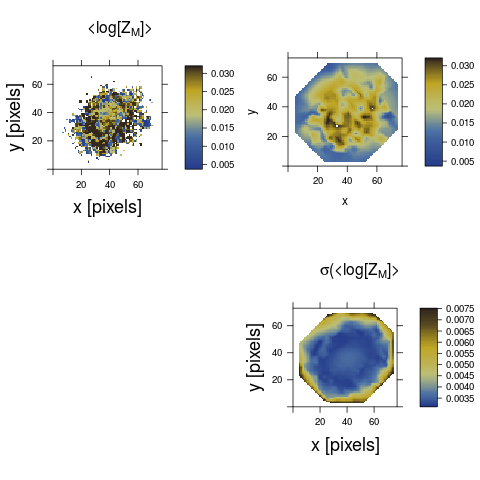 <log[Z_M]>
y [pixels]
60
40
20
20 40 60
x [pixels]
0.030
0.025
0.020
0.015
0.010
0.005
y
60
40
20
20 40 60
x
0.030
0.025
0.020
0.015
0.010
0.005
σ(<log[Z_M]>
y [pixels]
60
40
20
20 40 60
x [pixels]
0.0075
0.0070
0.0065
0.0060
0.0055
0.0050
0.0045
0.0040
0.0035